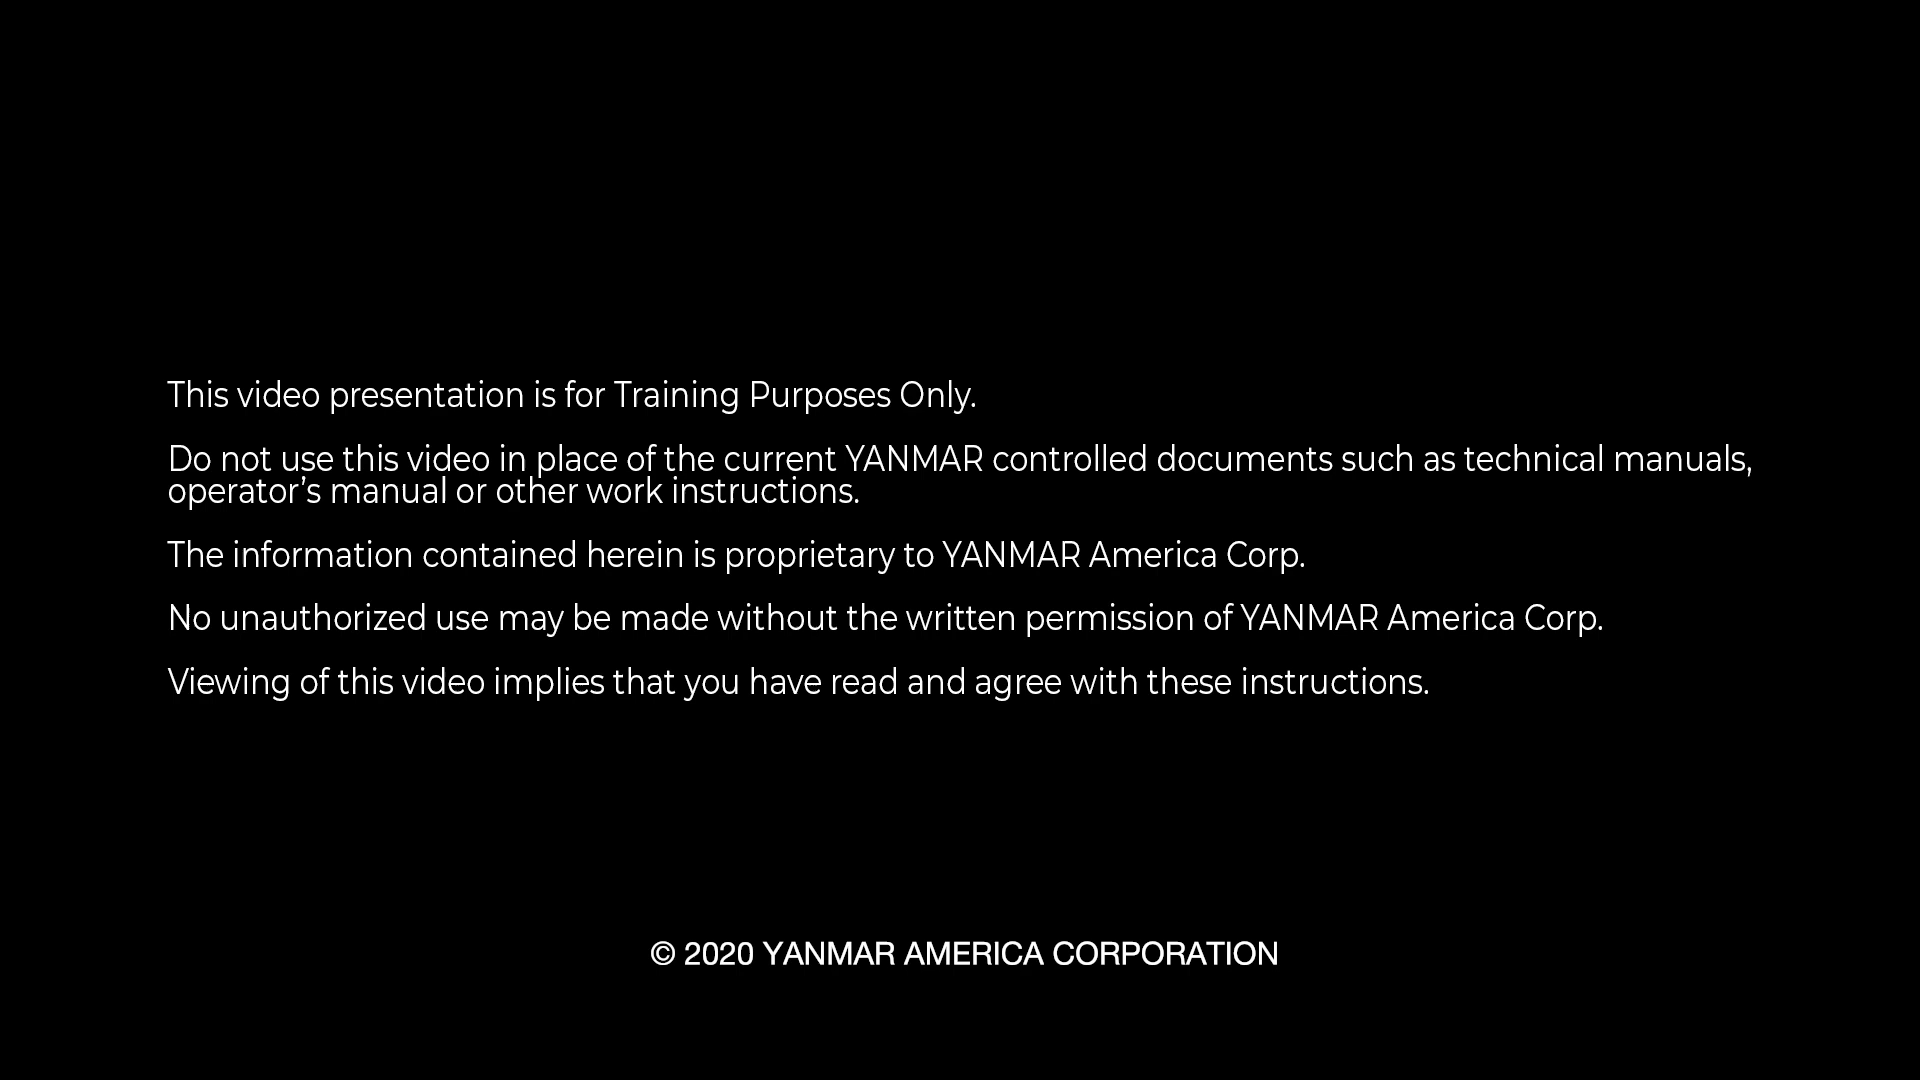 This video presentation is for Training Purposes Only.
Do not use this video in place of the current YANMAR controlled documents such as technical manuals,
operator’s manual or other work instructions.
The information contained herein is proprietary to YANMAR America Corp.
No unauthorized use may be made without the written permission of YANMAR America Corp.
Viewing of this video implies that you have read and agree with these instructions.
© 2020 YANMAR AMERICA CORPORATION